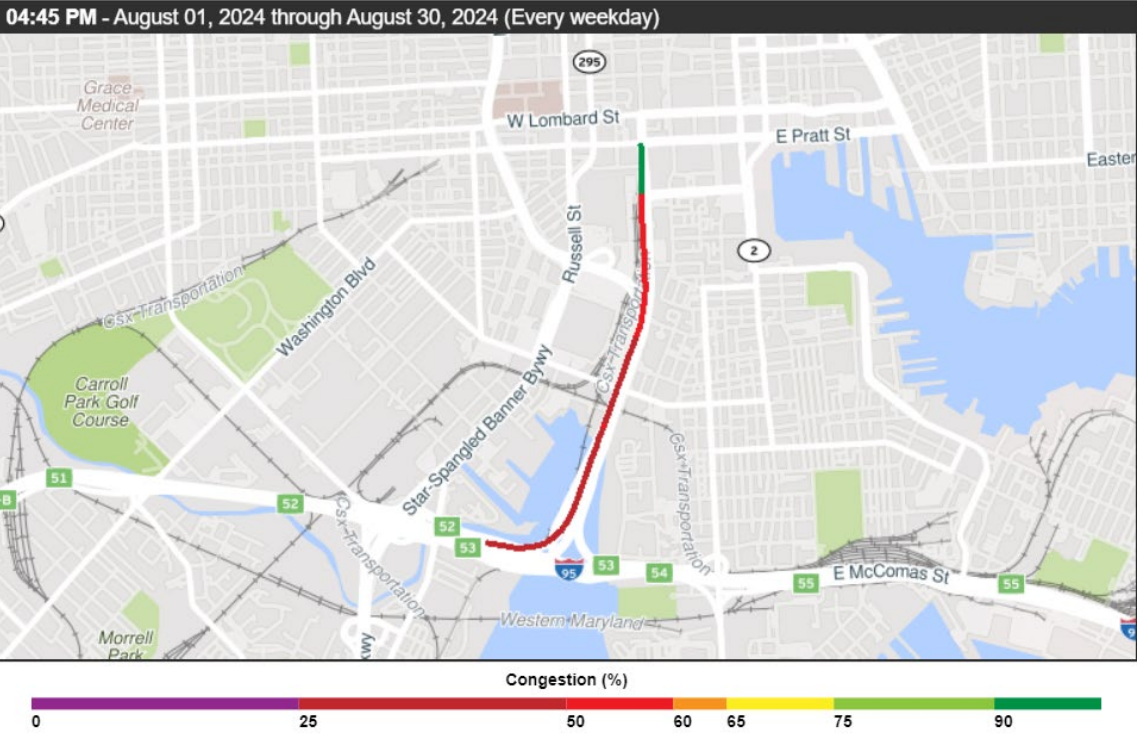 04:45 PM - August 01, 2024 through August 30, 2024 (Every weekday)
295
Grace
Medical
Center
W Lombard St
E Pratt St
Easter
Russell St
2
Csx Transportation
Washington Blvd
Csx Transportatio
Carroll
Park Golf
Course
Star-Spangled Banner Bywy
Csx-Transportation
51
-B
52
Csx-Transportation
52
53
95
53
54
55
E McComas St
55
Western Maryland
9
Morrell
Park
xwy
Congestion (%)
0 25 50 60 65 75 90